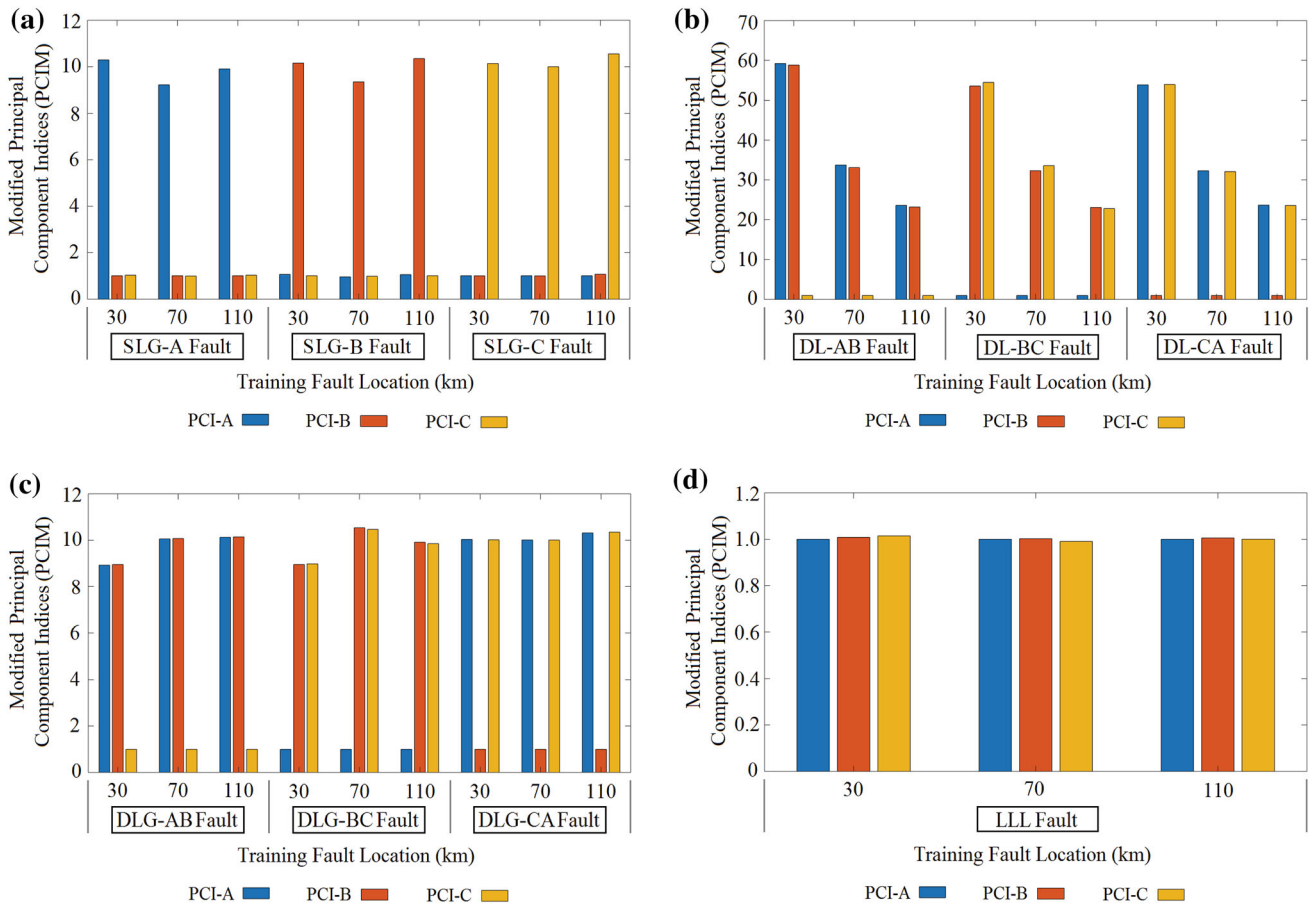 (a)
Modified Principal
Component Indices (PCIM)
12
10
8
6
4
2
0
30 70 110 30 70 110 30 70 110
SLG-A Fault SLG-B Fault SLG-C Fault
Training Fault Location (km)
PCI-A PCI-B PCI-C
(b)
Modified Principal
Component Indices (PCIM)
70
60
50
40
30
20
10
0
30 70 110 30 70 110 30 70 110
DL-AB Fault DL-BC Fault DL-CA Fault
Training Fault Location (km)
PCI-A PCI-B PCI-C
(c)
Modified Principal
Component Indices (PCIM)
12
10
8
6
4
2
0
30 70 110 30 70 110 30 70 110
DLG-AB Fault DLG-BC Fault DLG-CA Fault
Training Fault Location (km)
PCI-A PCI-B PCI-C
(d)
Modified Principal
Component Indices (PCIM)
1.2
1.0
0.8
0.6
0.4
0.2
0
30 70 110
LLL Fault
Training Fault Location (km)
PCI-A PCI-B PCI-C